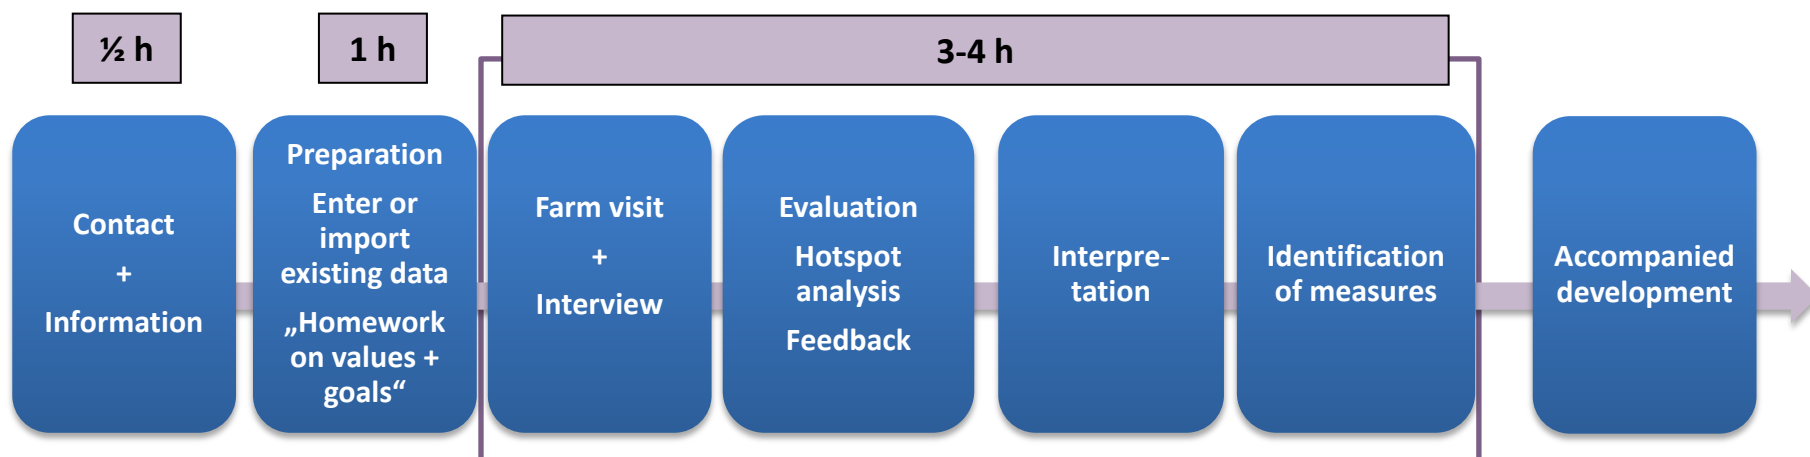 ½ h
1 h
3-4 h
Contact
+
Information
Preparation
Enter or
import
existing data
„Homework
on values +
goals“
Farm visit
+
Interview
Evaluation
Hotspot
analysis
Feedback
Interpre-
tation
Identification
of measures
Accompanied
development